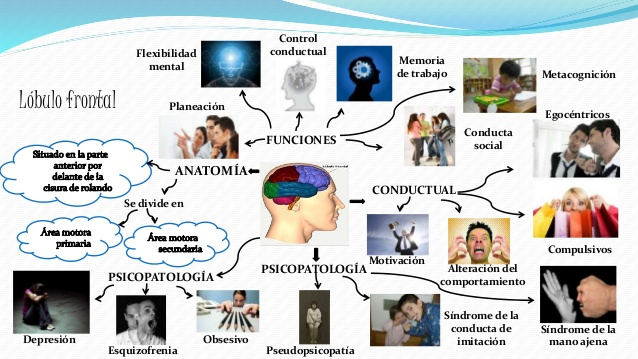 Lóbulo frontal
Flexibilidad
mental
Control
conductual
Memoria
de trabajo
Metacognición
Planeación
FUNCIONES
Conducta
social
Egocéntricos
Situado en la parte
anterior por
delante de la
cisura de rolando
ANATOMÍA
Se divide en
Área motora
primaria
Área motora
secundaria
CONDUCTUAL
Compulsivos
Motivación
Alteración del
comportamiento
PSICOPATOLOGÍA
PSICOPATOLOGÍA
Depresión
Esquizofrenia
Obsesivo
Pseudopsicopatía
Síndrome de la
conducta de
imitación
Síndrome de la
mano ajena